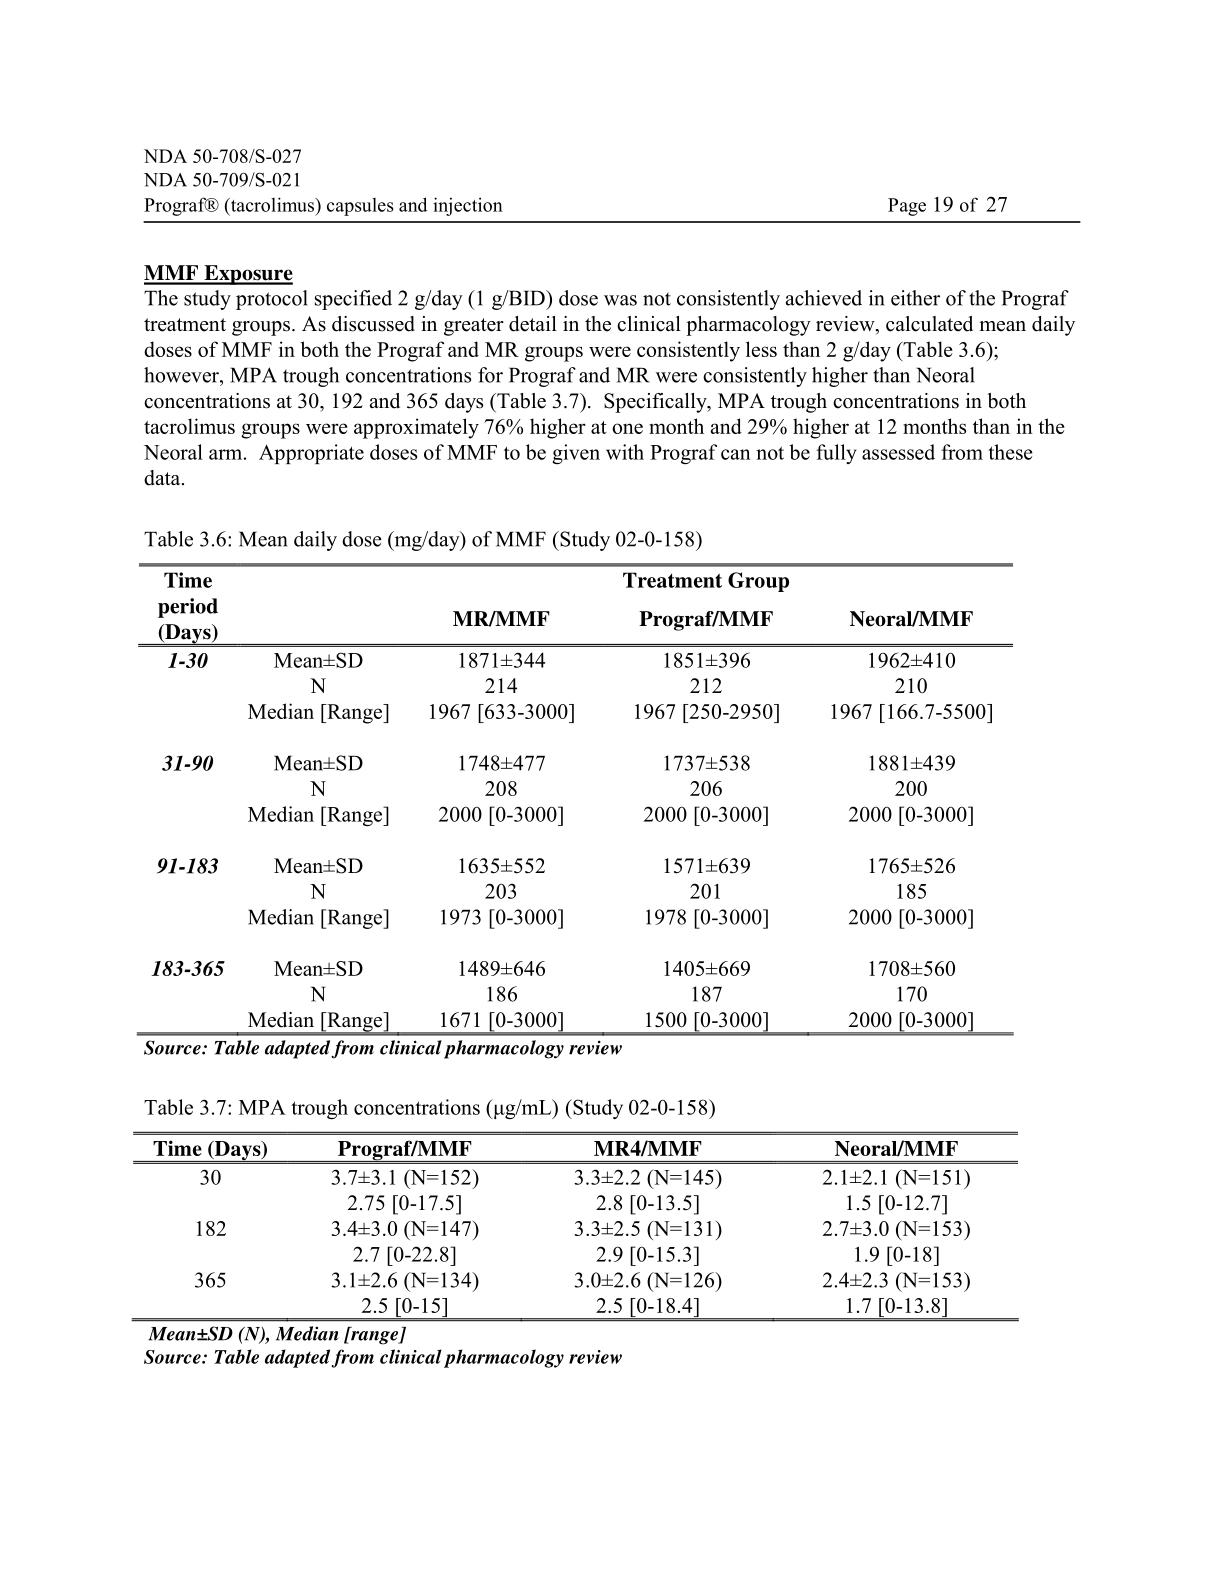 NDA 50-708/S-027
NDA 50-709/S-021
Prograf® (tacrolimus) capsules and injection Page 19 of 27
MMF Exposure
The study protocol specified 2 g/day (1 g/BID) dose was not consistently achieved in either of the Prograf
treatment groups. As discussed in greater detail in the clinical pharmacology review, calculated mean daily
doses of MMF in both the Prograf and MR groups were consistently less than 2 g/day (Table 3.6);
however, MPA trough concentrations for Prograf and MR were consistently higher than Neoral
concentrations at 30, 192 and 365 days (Table 3.7).  Specifically, MPA trough concentrations in both
tacrolimus groups were approximately 76% higher at one month and 29% higher at 12 months than in the
Neoral arm.  Appropriate doses of MMF to be given with Prograf can not be fully assessed from these
data.
Table 3.6: Mean daily dose (mg/day) of MMF (Study 02-0-158)
Time Treatment Group
period
MR/MMF Prograf/MMF Neoral/MMF
(Days)
1-30 Mean±SD 1871±344 1851±396 1962±410
N 214 212 210
Median [Range] 1967 [633-3000] 1967 [250-2950] 1967 [166.7-5500]
31-90 Mean±SD 1748±477 1737±538 1881±439
N 208 206 200
Median [Range] 2000 [0-3000] 2000 [0-3000] 2000 [0-3000]
91-183 Mean±SD 1635±552 1571±639 1765±526
N 203 201 185
Median [Range] 1973 [0-3000] 1978 [0-3000] 2000 [0-3000]
183-365 Mean±SD 1489±646 1405±669 1708±560
N 186 187 170
Median [Range] 1671 [0-3000] 1500 [0-3000] 2000 [0-3000]
Source: Table adapted from clinical pharmacology review
Table 3.7: MPA trough concentrations (µg/mL) (Study 02-0-158)
Time (Days) Prograf/MMF MR4/MMF Neoral/MMF
30 3.7±3.1 (N=152) 3.3±2.2 (N=145) 2.1±2.1 (N=151)
2.75 [0-17.5] 2.8 [0-13.5] 1.5 [0-12.7]
182 3.4±3.0 (N=147) 3.3±2.5 (N=131) 2.7±3.0 (N=153)
2.7 [0-22.8] 2.9 [0-15.3] 1.9 [0-18]
365 3.1±2.6 (N=134) 3.0±2.6 (N=126) 2.4±2.3 (N=153)
2.5 [0-15] 2.5 [0-18.4] 1.7 [0-13.8]
Mean±SD (N), Median [range]
Source: Table adapted from clinical pharmacology review